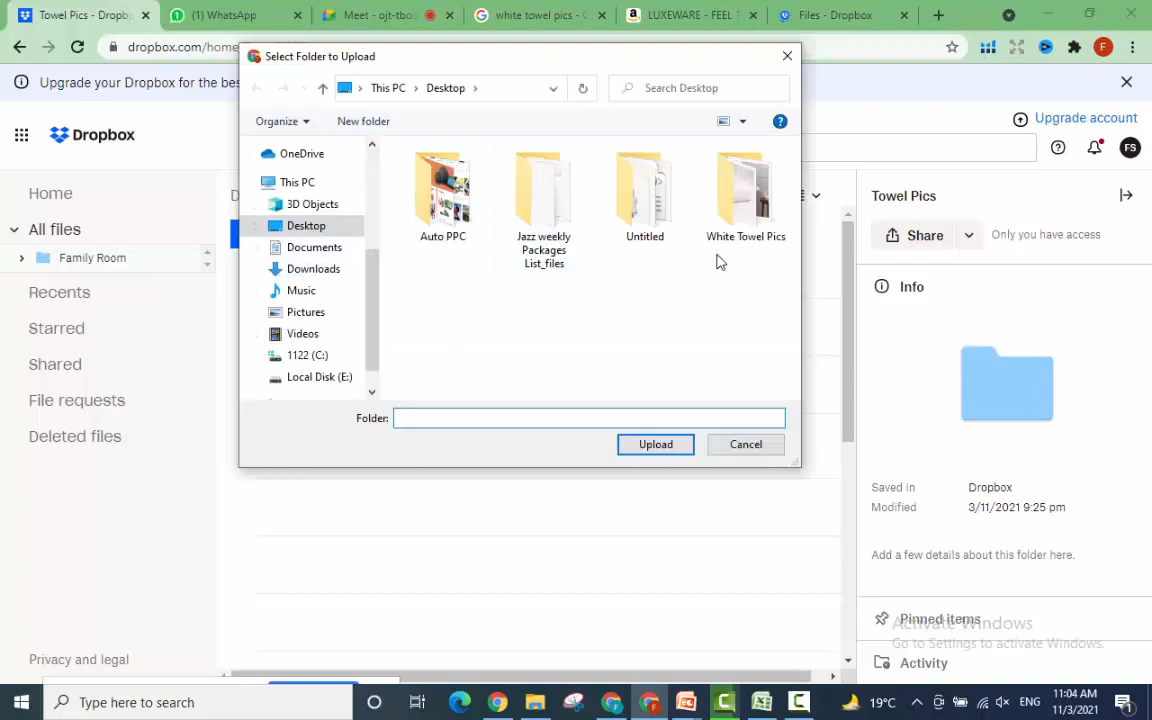 Towel Pics - Dropb
(1) WhatsApp
Meet - ojt-tbo
white towel pics - G
LUXEWARE - FEEL T
Files - Dropbox
dropbox.com/home
F
Upgrade your Dropbox for the bes
Select Folder to Upload
This PC
Desktop
Search Desktop
Organize
New folder
OneDrive
This PC
3D Objects
Desktop
Documents
Downloads
Music
Pictures
Videos
1122 (C:)
Local Disk (E:)
Auto PPC
Jazz weekly
Packages
List_files
Untitled
White Towel Pics
Folder:
Upload
Cancel
Dropbox
Upgrade account
FS
Home
All files
Family Room
Recents
Starred
Shared
File requests
Deleted files
Privacy and legal
Towel Pics
Share
Only you have access
Info
Saved in
Dropbox
Modified
3/11/2021 9:25 pm
Add a few details about this folder here.
Pinned items
Activate Windows
Go to Settings to activate Windows.
Activity
Type here to search
19°C
ENG
11:04 AM
11/3/2021
1